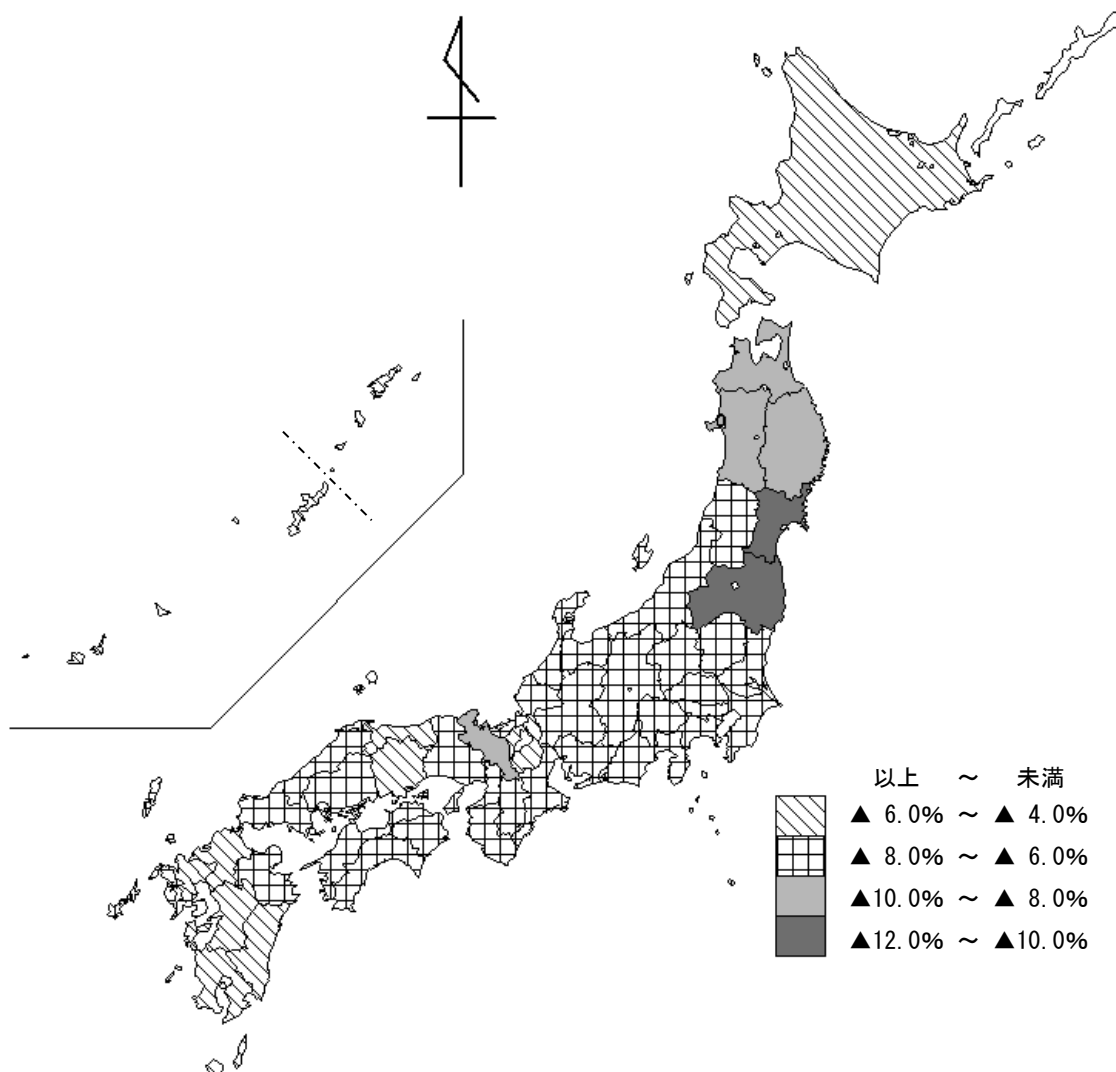 以上 ～ 未満
▲ 6.0% ～ ▲ 4.0%
▲ 8.0% ～ ▲ 6.0%
▲10.0% ～ ▲ 8.0%
▲12.0% ～ ▲10.0%